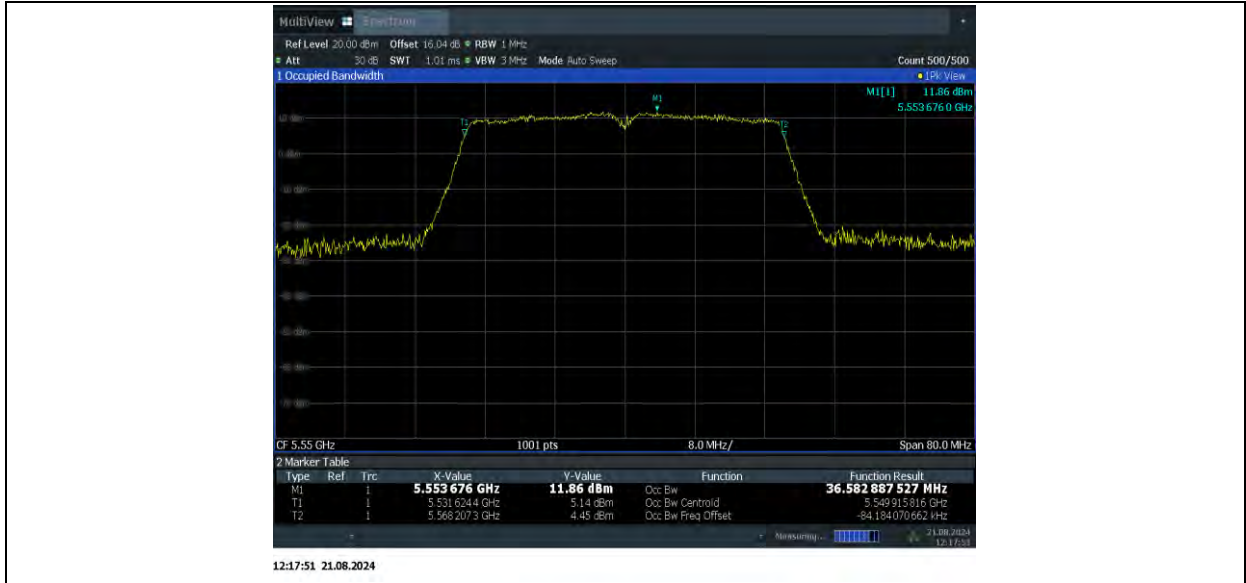 MultiView Spectrum
Ref Level 20.00 dBm Offset 16.04 dB RBW 1 MHz
Att 30 dB SWT 1.01 ms VBW 3 MHz Mode Auto Sweep Count 500/500
1 Occupied Bandwidth 1Pk View
M1[1] 11.86 dBm
5.553 676 0 GHz
M1
T1
T2
10 dBm
0 dBm
CF 5.55 GHz 1001 pts 8.0 MHz/ Span 80.0 MHz
2 Marker Table
Type Ref Trc X-Value Y-Value Function Function Result
M1 1 5.553 676 GHz 11.86 dBm Occ Bw 36.582 887 527 MHz
T1 1 5.531 624 4 GHz 5.14 dBm Occ Bw Centroid 5.549 915 816 GHz
T2 1 5.568 207 3 GHz 4.45 dBm Occ Bw Freq Offset -84.184 070 662 kHz
Measuring... 21.08.2024
12:17:51
12:17:51 21.08.2024